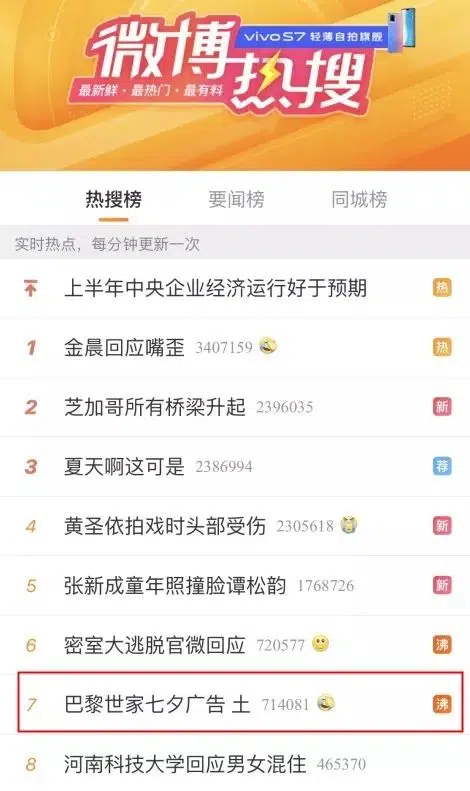 vivo S7 轻薄自拍旗舰
微博热搜
最新鲜·最热门·最有料
热搜榜 要闻榜 同城榜
实时热点，每分钟更新一次
上半年中央企业经济运行好于预期 热
1 金晨回应嘴歪 3407159 热
2 芝加哥所有桥梁升起 2396035 新
3 夏天啊这可是 2386994 荐
4 黄圣依拍戏时头部受伤 2305618 新
5 张新成童年照撞脸谭松韵 1768726 新
6 密室大逃脱官微回应 720577 沸
7 巴黎世家七夕广告 土 714081 沸
8 河南科技大学回应男女混住 465370